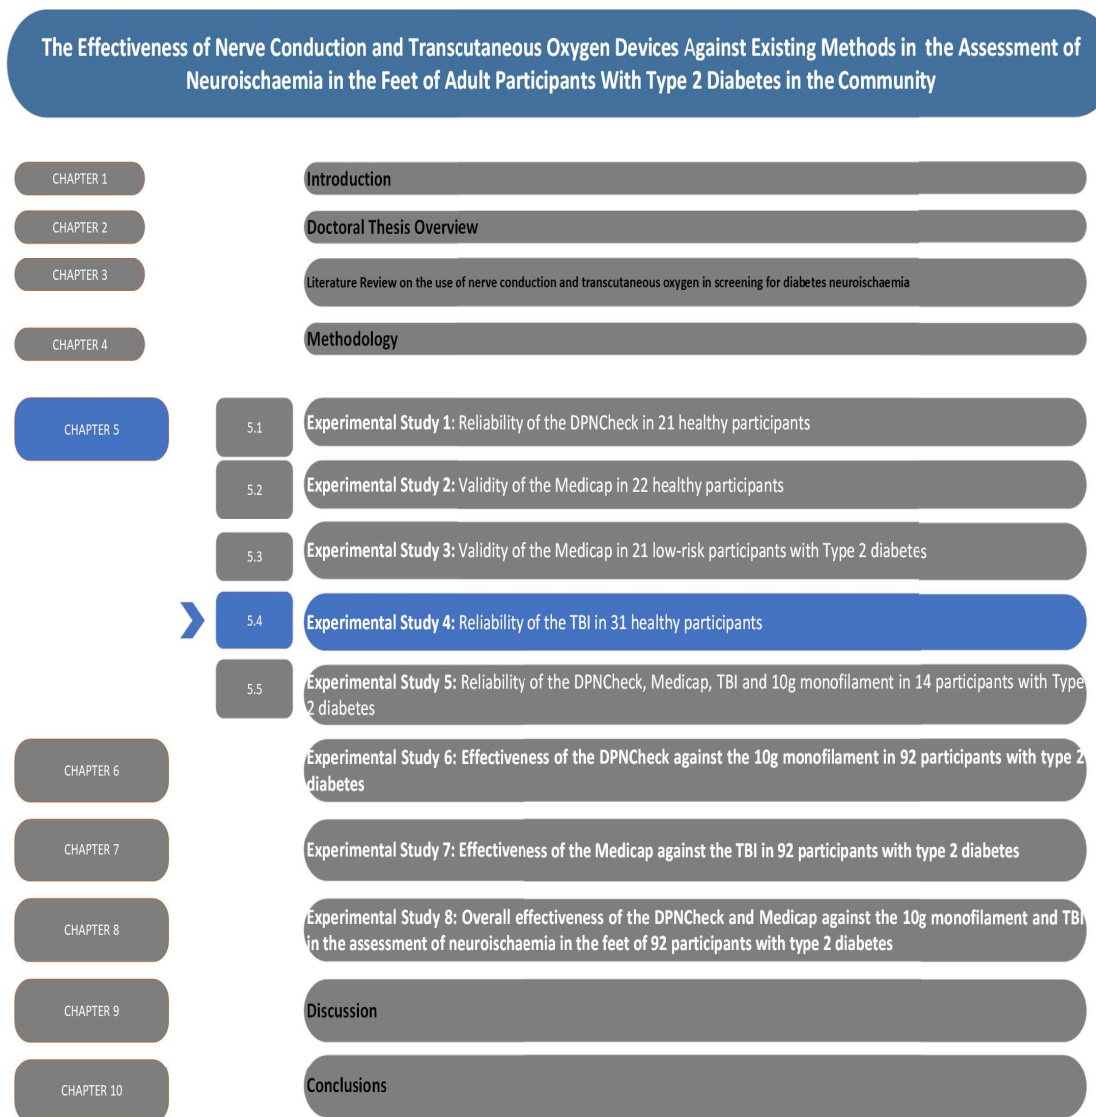 The Effectiveness of Nerve Conduction and Transcutaneous Oxygen Devices Against Existing Methods in the Assessment of
Neuroischaemia in the Feet of Adult Participants With Type 2 Diabetes in the Community
CHAPTER 1
Introduction
CHAPTER 2
Doctoral Thesis Overview
CHAPTER 3
Literature Review on the use of nerve conduction and transcutaneous oxygen in screening for diabetes neuroischaemia
CHAPTER 4
Methodology
CHAPTER 5
5.1
Experimental Study 1: Reliability of the DPNCheck in 21 healthy participants
5.2
Experimental Study 2: Validity of the Medicap in 22 healthy participants
5.3
Experimental Study 3: Validity of the Medicap in 21 low-risk participants with Type 2 diabetes
5.4
Experimental Study 4: Reliability of the TBI in 31 healthy participants
5.5
Experimental Study 5: Reliability of the DPNCheck, Medicap, TBI and 10g monofilament in 14 participants with Type
2 diabetes
CHAPTER 6
Experimental Study 6: Effectiveness of the DPNCheck against the 10g monofilament in 92 participants with type 2
diabetes
CHAPTER 7
Experimental Study 7: Effectiveness of the Medicap against the TBI in 92 participants with type 2 diabetes
CHAPTER 8
Experimental Study 8: Overall effectiveness of the DPNCheck and Medicap against the 10g monofilament and TBI
in the assessment of neuroischaemia in the feet of 92 participants with type 2 diabetes
CHAPTER 9
Discussion
CHAPTER 10
Conclusions